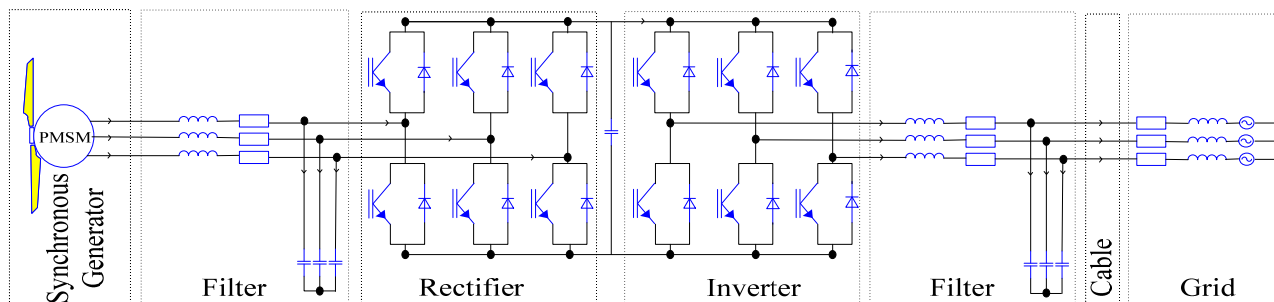 PMSM
Synchronous
Generator
Filter
Rectifier
Inverter
Filter
Cable
Grid